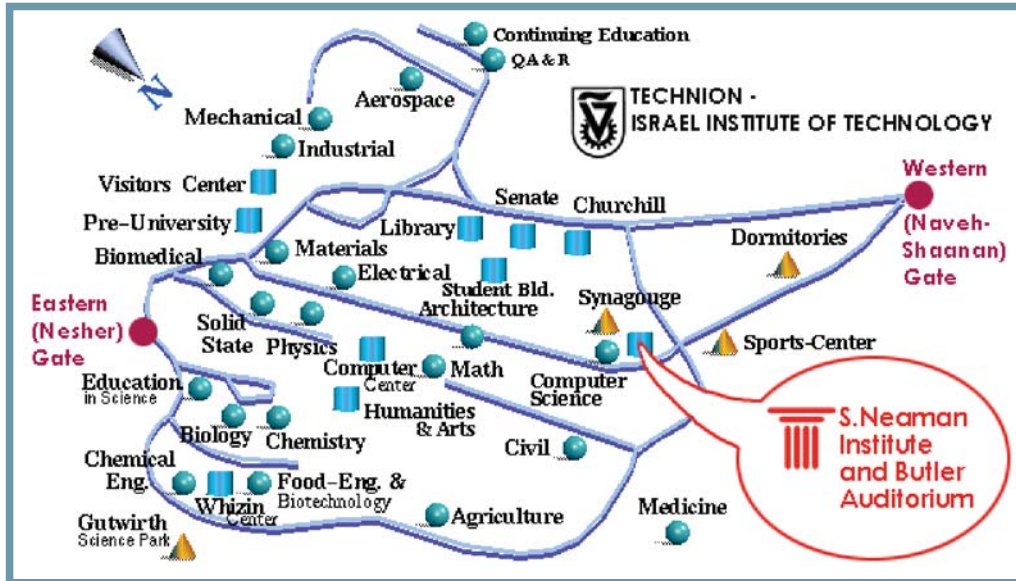 Continuing Education
QA & R
N
Aerospace
Mechanical
Industrial
TECHNION -
ISRAEL INSTITUTE OF TECHNOLOGY
Visitors Center
Pre-University
Western
(Naveh-
Shaanan)
Gate
Senate
Churchill
Library
Dormitories
Materials
Biomedical
Electrical
Student Bld.
Architecture
Synagouge
Eastern
(Nesher)
Gate
Solid
State
Physics
Sports-Center
Computer
Center
Math
Computer
Science
Education
in Science
Humanities
& Arts
Biology
Chemistry
Civil
S.Neaman
Institute
and Butler
Auditorium
Chemical
Eng.
Whizin
Center
Food-Eng. &
Biotechnology
Agriculture
Medicine
Gutwirth
Science Park